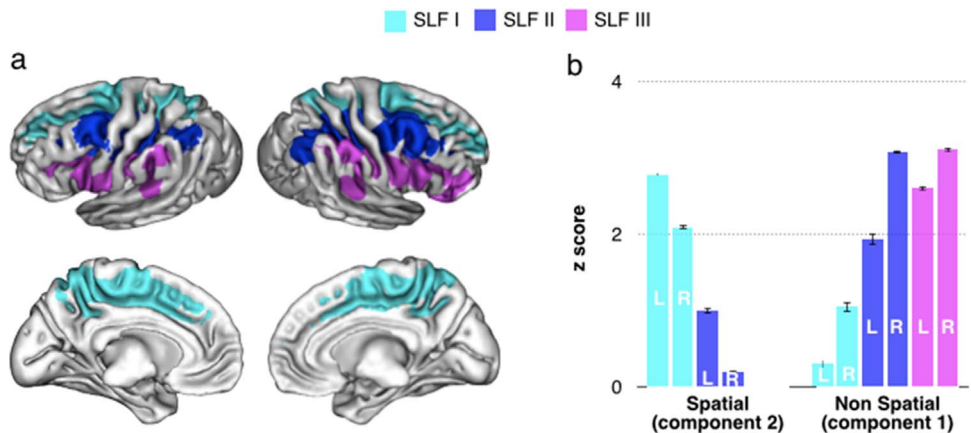 SLF I SLF II SLF III
a
b
4
2
0
z score
L R L R
L R L R L R
Spatial
(component 2)
Non Spatial
(component 1)